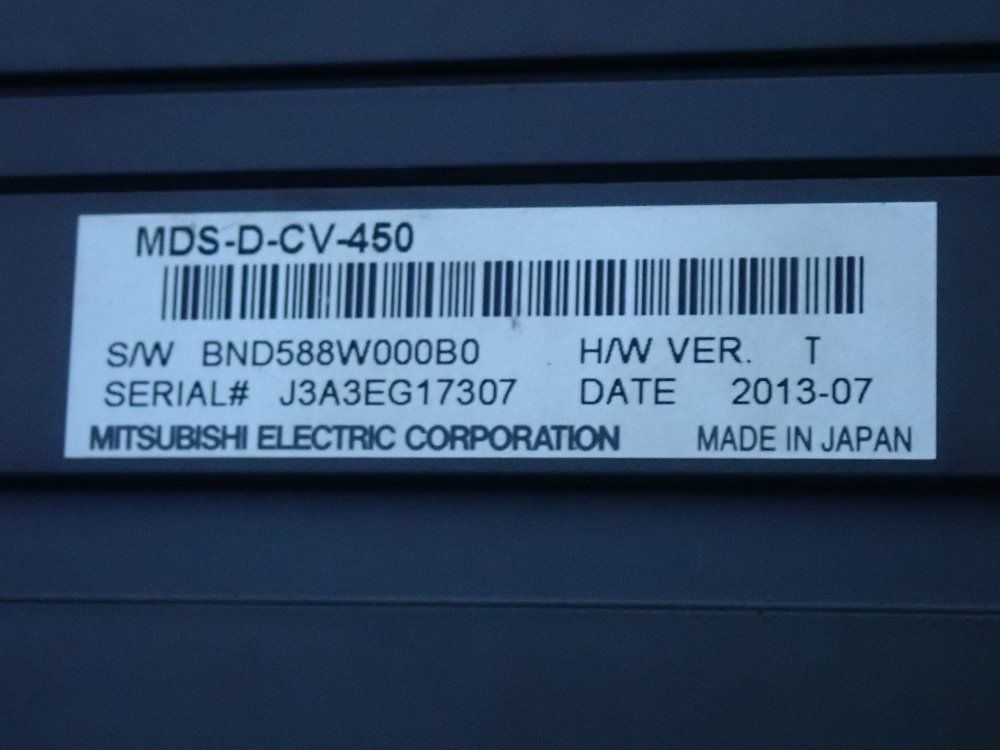 MDS-D-CV-450
S/W BND588W000B0 H/W VER. T
SERIAL# J3A3EG17307 DATE 2013-07
MITSUBISHI ELECTRIC CORPORATION MADE IN JAPAN